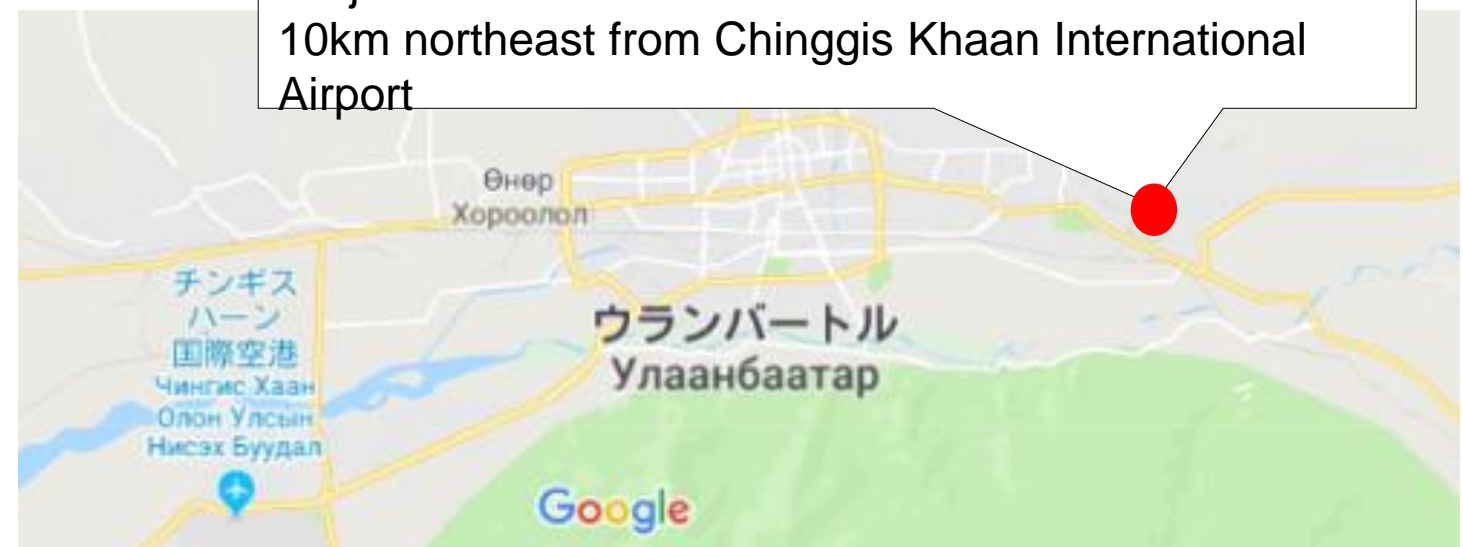 10km northeast from Chinggis Khaan International
Airport
Өнөр
Хороолол
チンギス
ハーン
国際空港
Чингис Хаан
Олон Улсын
Нисэх Буудал
ウランバートル
Улаанбаатар
Google